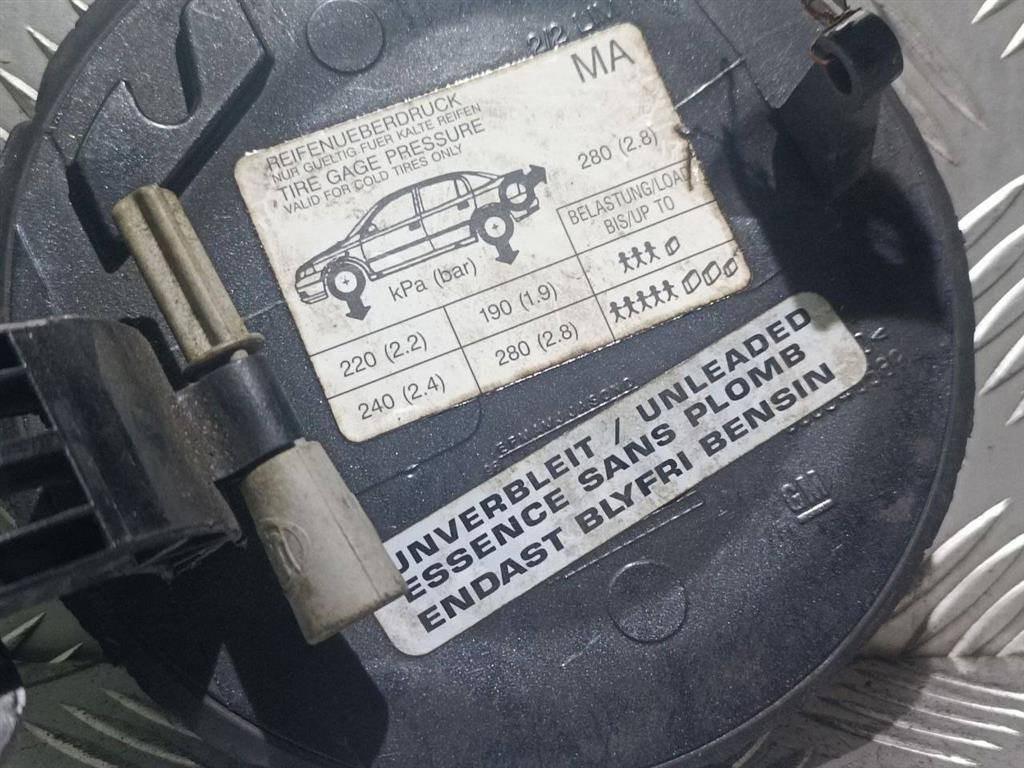 MA
REIFENUEBERDRUCK
NUR GUELTIG FUER KALTE REIFEN
TIRE GAGE PRESSURE
VALID FOR COLD TIRES ONLY
280 (2.8)
BELASTUNG/LOAD
BIS/UP TO
kPa (bar)
220 (2.2) 190 (1.9)
240 (2.4) 280 (2.8)
UNVERBLEIT / UNLEADED
ESSENCE SANS PLOMB
ENDAST BLYFRI BENSIN
GM